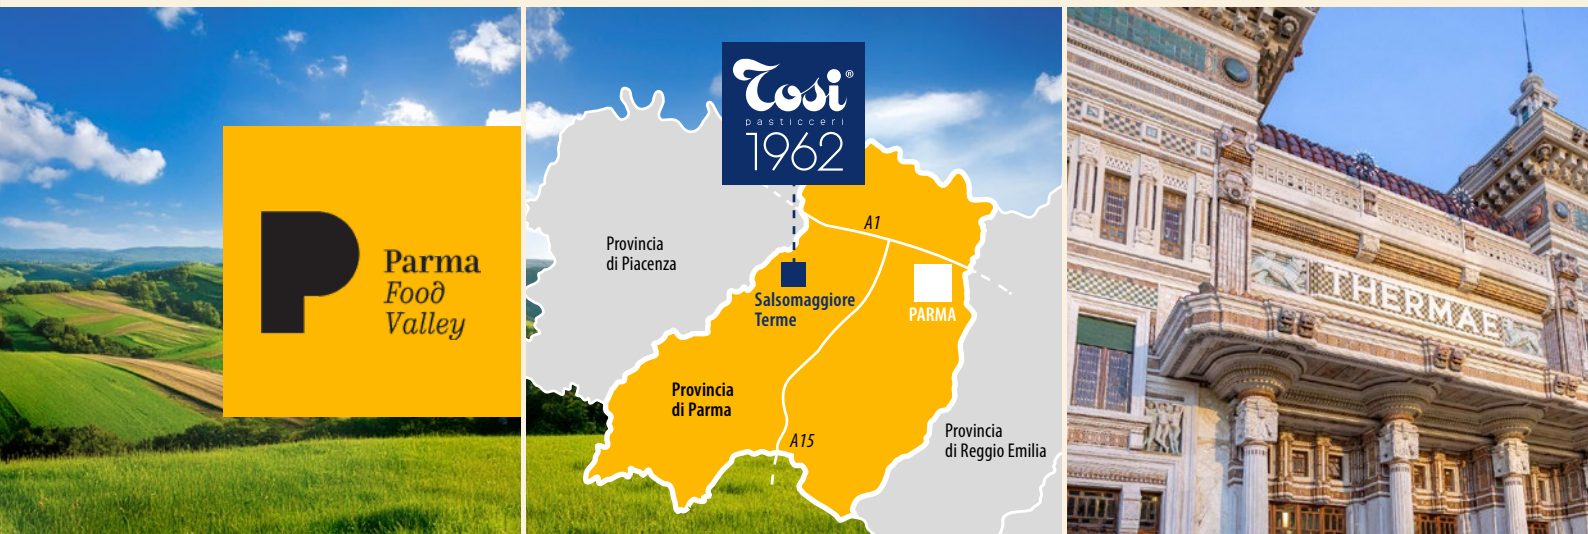 Parma
Food
Valley
Tosi®
pasticceri
1962
A1
Provincia
di Piacenza
Salsomaggiore
Terme
PARMA
Provincia
di Parma
A15
Provincia
di Reggio Emilia
THERMAE